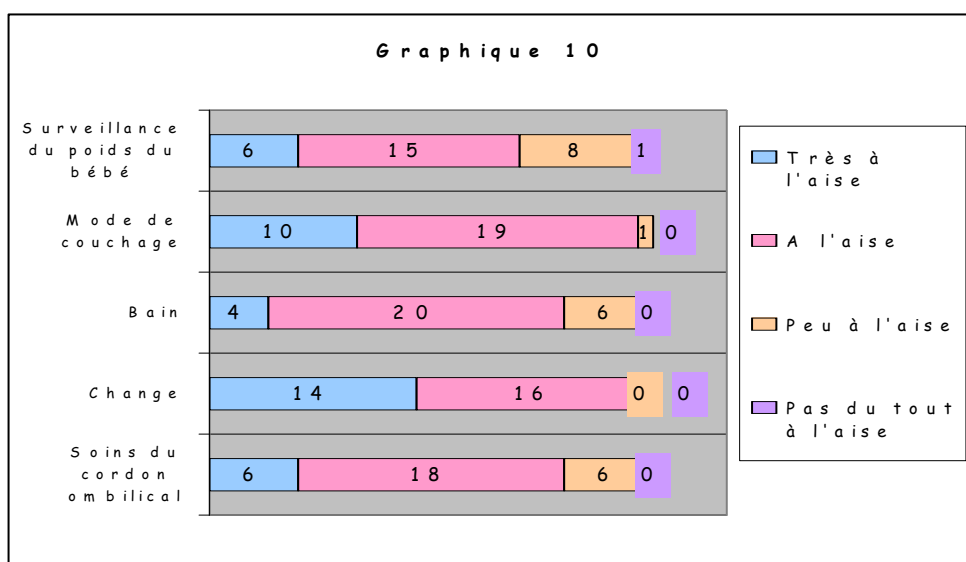 Graphique 10
Surveillance
du poids du
bébé
6 15 8 1
Mode de
couchage
10 19 1 0
Bain
4 20 6 0
Change
14 16 0 0
Soins du
cordon
ombilical
6 18 6 0
Très à
l'aise
A l'aise
Peu à l'aise
Pas du tout
à l'aise